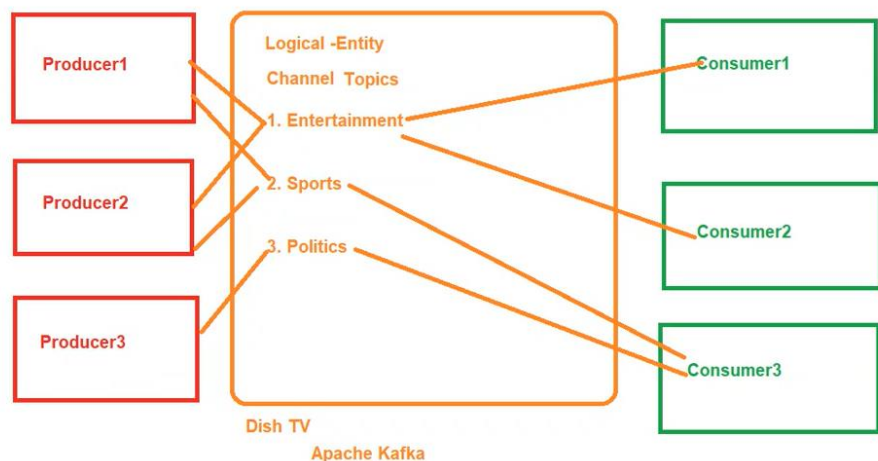 Producer1
Producer2
Producer3
Logical -Entity
Channel Topics
1. Entertainment
2. Sports
3. Politics
Consumer1
Consumer2
Consumer3
Dish TV
Apache Kafka